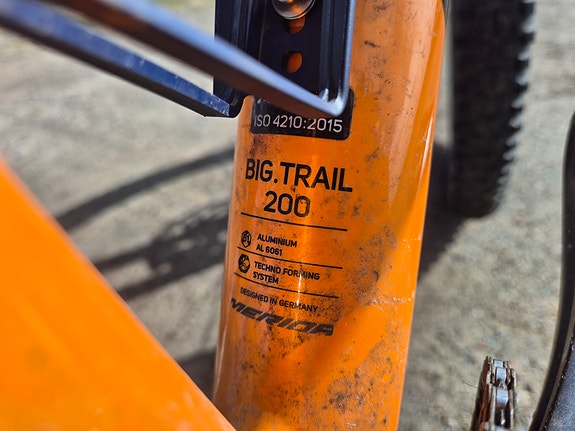 ISO 4210:2015
BIG.TRAIL
200
ALUMINIUM
AL 6061
TECHNO FORMING
SYSTEM
DESIGNED IN GERMANY
MERIDA